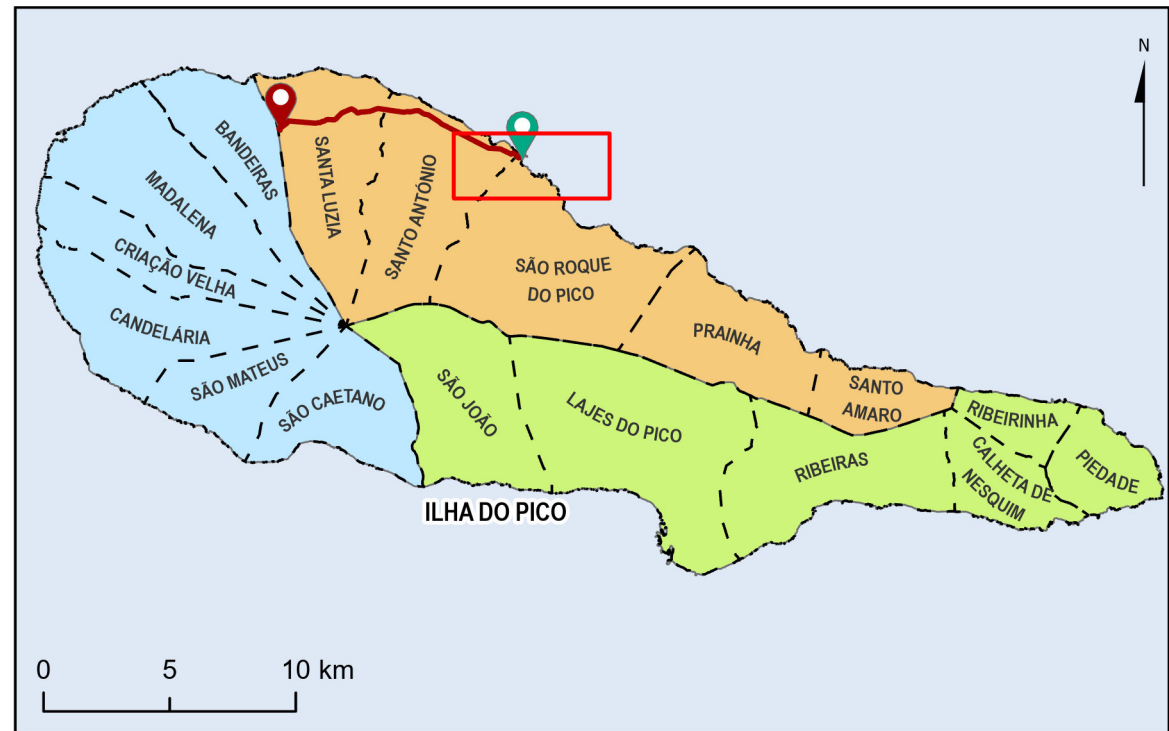 N
BANDEIRAS
MADALENA
SANTA LUZIA
SANTO ANTÓNIO
CRIAÇÃO VELHA
SÃO ROQUE
DO PICO
CANDELÁRIA
PRAINHA
SÃO MATEUS
SÃO CAETANO
SÃO JOÃO
LAJES DO PICO
SANTO
AMARO
RIBEIRINHA
RIBEIRAS
CALHETA DE
NESQUIM
PIEDADE
ILHA DO PICO
0 5 10 km